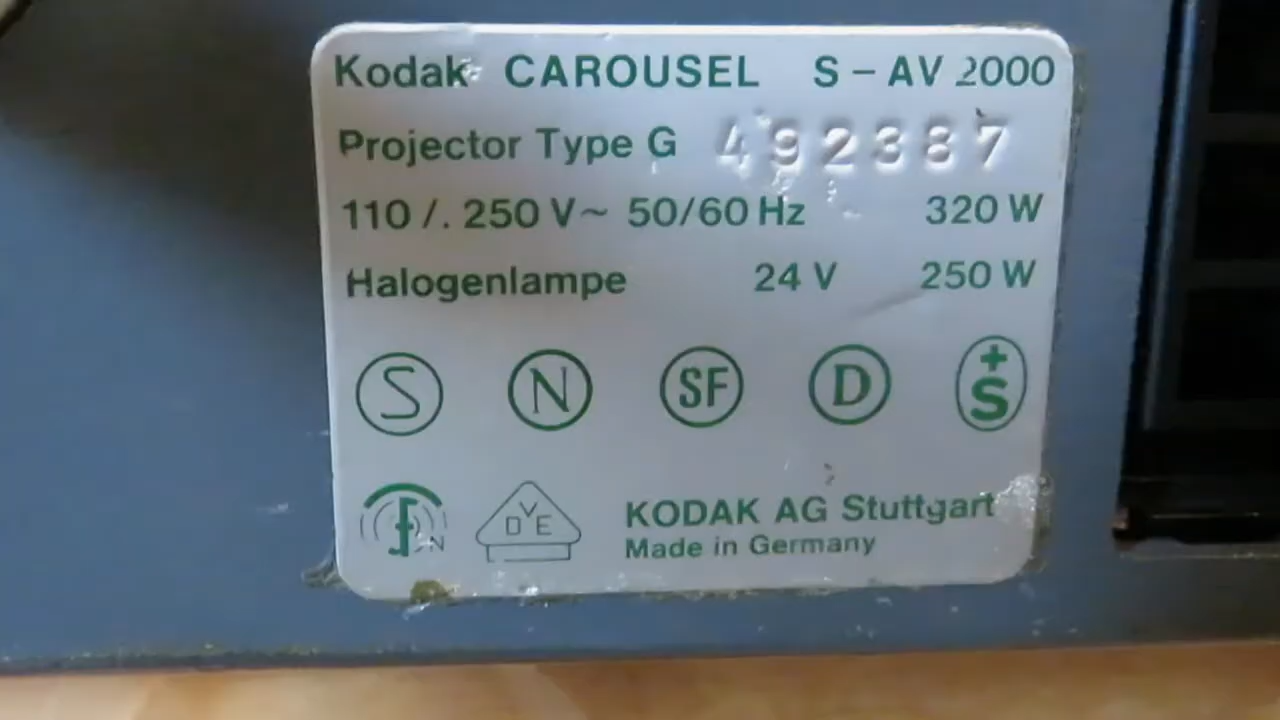 Kodak CAROUSEL S-AV 2000
Projector Type G 492387
110/. 250 V~ 50/60 Hz 320 W
Halogenlampe 24 V 250 W
S N SF D +S
F N VDE KODAK AG Stuttgart
Made in Germany